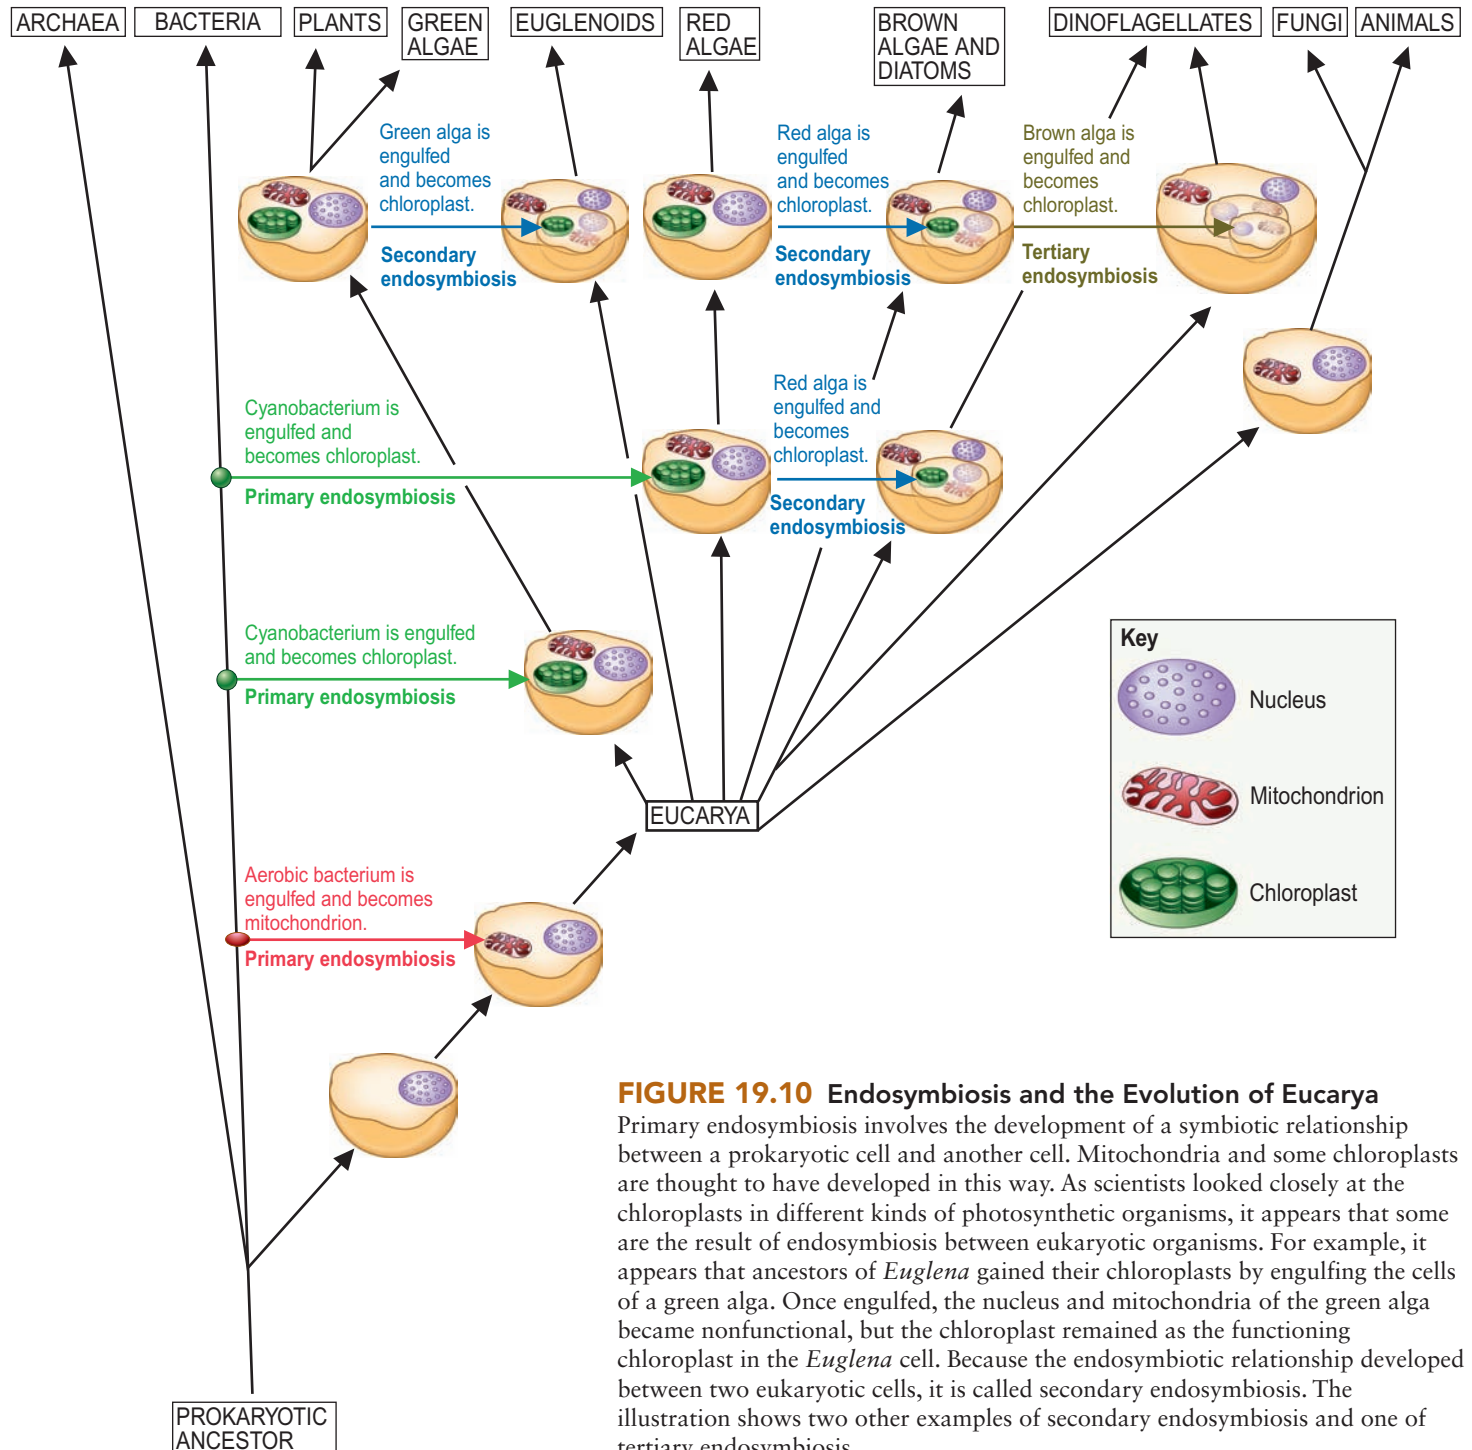 ARCHAEA
BACTERIA
PLANTS
GREEN
ALGAE
EUGLENOIDS
RED
ALGAE
BROWN
ALGAE AND
DIATOMS
DINOFLAGELLATES
FUNGI
ANIMALS
Green alga is
engulfed
and becomes
chloroplast.
Secondary
endosymbiosis
Red alga is
engulfed
and becomes
chloroplast.
Secondary
endosymbiosis
Brown alga is
engulfed and
becomes
chloroplast.
Tertiary
endosymbiosis
Cyanobacterium is
engulfed and
becomes chloroplast.
Primary endosymbiosis
Red alga is
engulfed and
becomes
chloroplast.
Secondary
endosymbiosis
Cyanobacterium is engulfed
and becomes chloroplast.
Primary endosymbiosis
Key
Nucleus
Mitochondrion
Chloroplast
EUCARYA
Aerobic bacterium is
engulfed and becomes
mitochondrion.
Primary endosymbiosis
PROKARYOTIC
ANCESTOR
FIGURE 19.10 Endosymbiosis and the Evolution of Eucarya
Primary endosymbiosis involves the development of a symbiotic relationship
between a prokaryotic cell and another cell. Mitochondria and some chloroplasts
are thought to have developed in this way. As scientists looked closely at the
chloroplasts in different kinds of photosynthetic organisms, it appears that some
are the result of endosymbiosis between eukaryotic organisms. For example, it
appears that ancestors of Euglena gained their chloroplasts by engulfing the cells
of a green alga. Once engulfed, the nucleus and mitochondria of the green alga
became nonfunctional, but the chloroplast remained as the functioning
chloroplast in the Euglena cell. Because the endosymbiotic relationship developed
between two eukaryotic cells, it is called secondary endosymbiosis. The
illustration shows two other examples of secondary endosymbiosis and one of
tertiary endosymbiosis.